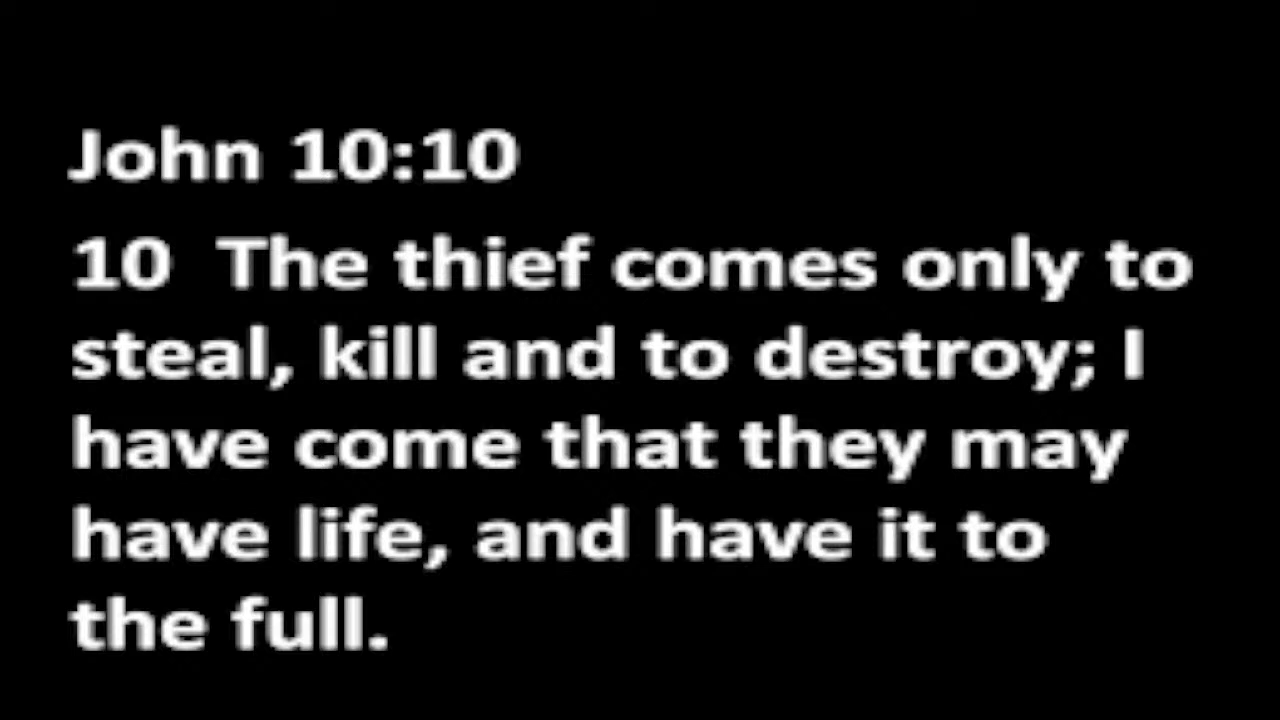 John 10:10
10 The thief comes only to
steal, kill and to destroy; I
have come that they may
have life, and have it to
the full.